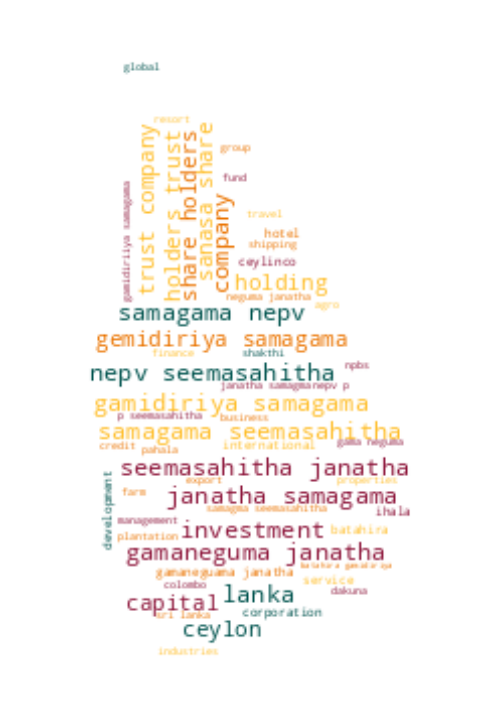 global
resort
trust company
holders trust
share holders
sanasa share
group
fund
gamidiriiya samagama
company
travel
hotel
shipping
ceylinco
holding
neguma janatha
agro
samagama nepv
gemidiriya samagama
finance
shakthi
npbs
nepv seemasahitha
janatha samagmanepv p
gamidiriya samagama
p seemasahitha
business
samagama seemasahitha
gama neguma
credit
pahala
international
seemasahitha janatha
development
export
properties
farm
janatha samagama
samagma seemasahitha
ihala
management
investment
batahira
plantation
gamaneguma janatha
batahira gamidiriya
gamaneguama janatha
service
colombo
dakuna
lanka
capital
corporation
sri lanka
ceylon
industries